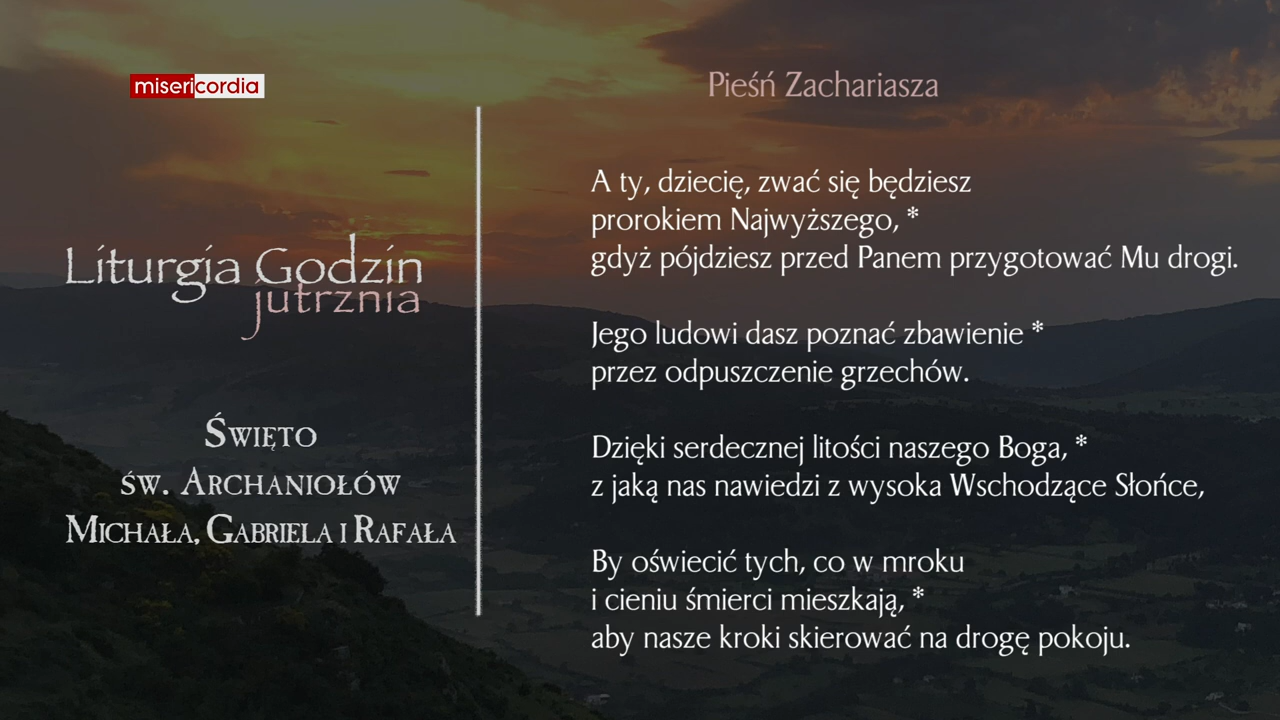 misericordia
Liturgia Godzin
jutrznia
Święto
św. Archaniołów
Michała, Gabriela i Rafała
Pieśń Zachariasza
A ty, dziecię, zwać się będziesz
prorokiem Najwyższego, *
gdyż pójdziesz przed Panem przygotować Mu drogi.
Jego ludowi dasz poznać zbawienie *
przez odpuszczenie grzechów.
Dzięki serdecznej litości naszego Boga, *
z jaką nas nawiedzi z wysoka Wschodzące Słońce,
By oświecić tych, co w mroku
i cieniu śmierci mieszkają, *
aby nasze kroki skierować na drogę pokoju.